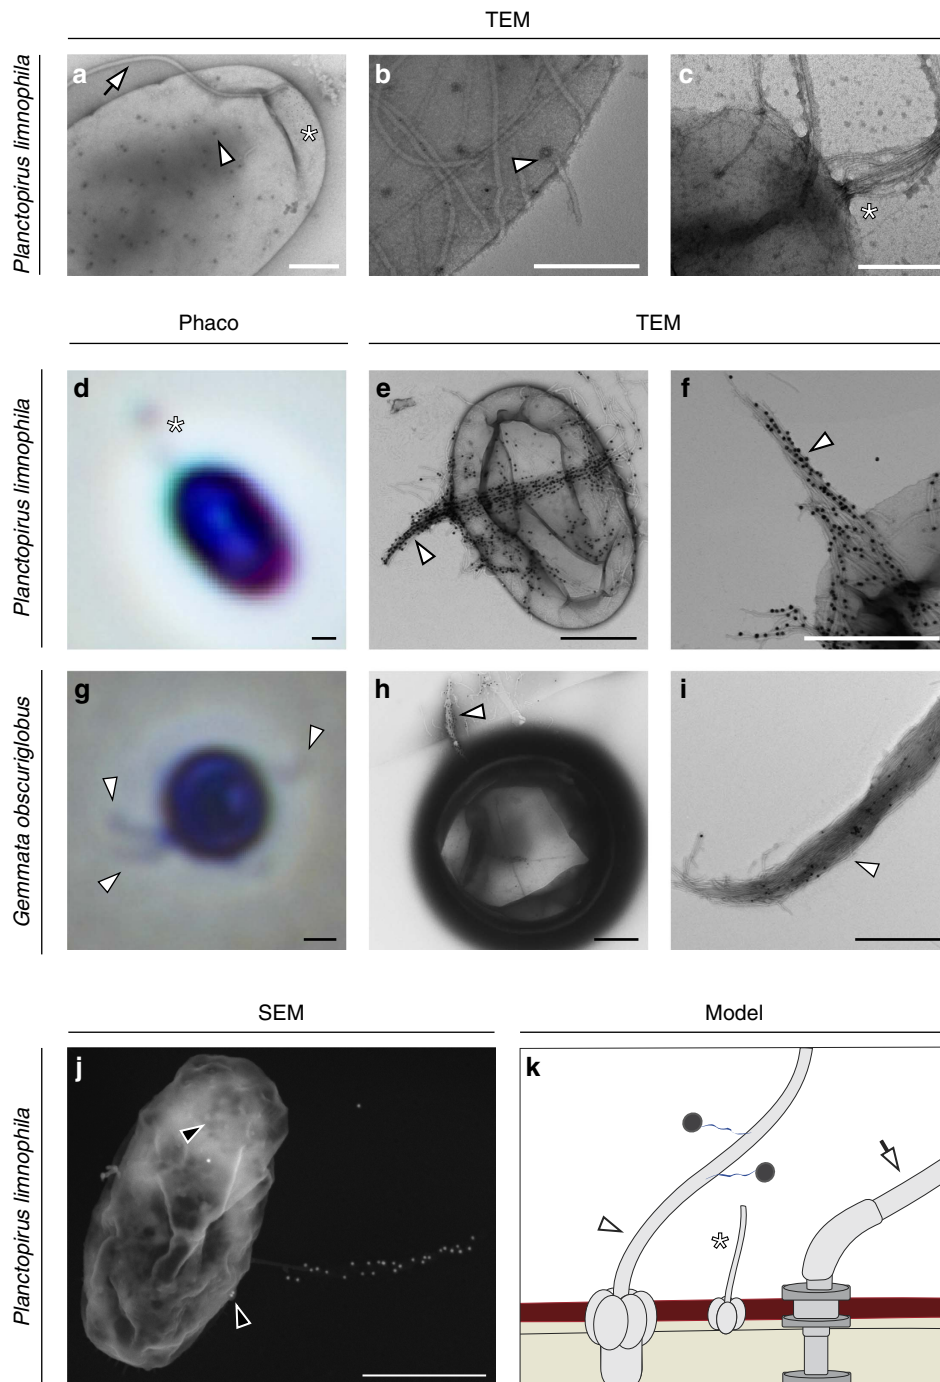 TEM
Planctopirus limnophila
a
b
c
*
*
Phaco
TEM
Planctopirus limnophila
d
e
f
*
Gemmata obscuriglobus
g
h
i
SEM
Model
Planctopirus limnophila
j
k
*